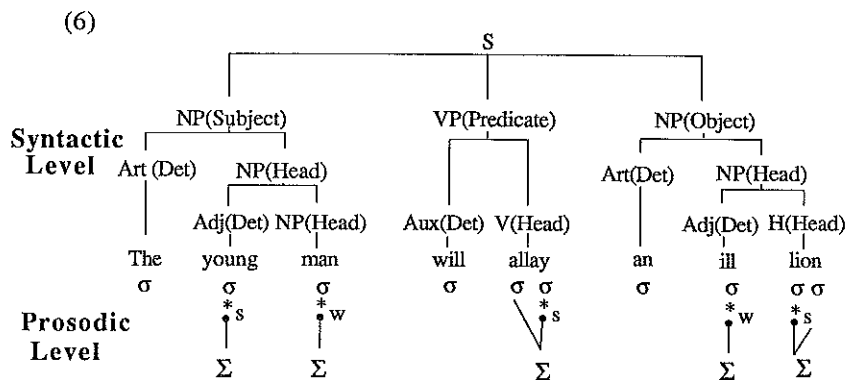 (6)
S
NP(Subject) VP(Predicate) NP(Object)
Syntactic
Level
Art (Det) NP(Head) Art(Det) NP(Head)
Adj(Det) NP(Head) Aux(Det) V(Head) Adj(Det) H(Head)
The young man will allay an ill lion
σ σ σ σ σ σ σ σ σ σ
* * * * *
s w s w s
Prosodic
Level
Σ Σ Σ Σ Σ